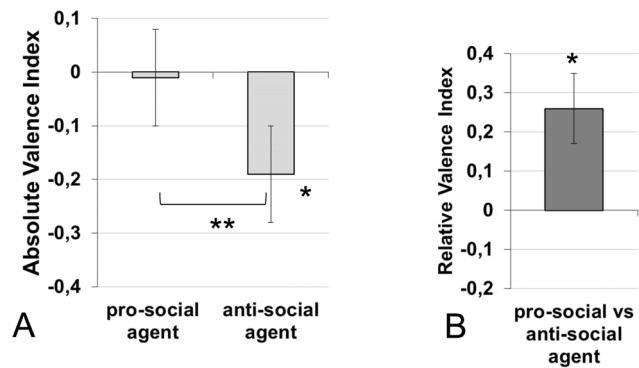 0,1
0
-0,1
-0,2
-0,3
-0,4
Absolute Valence Index
*
**
pro-social
agent
anti-social
agent
A
0,4
0,3
0,2
0,1
0
-0,1
-0,2
Relative Valence Index
*
pro-social vs
anti-social
agent
B